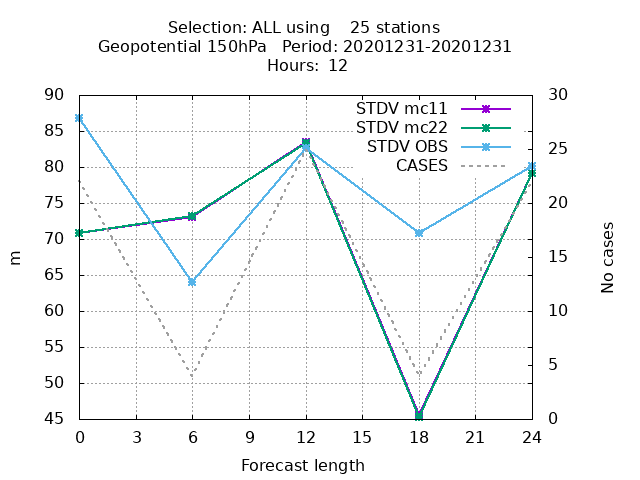 Selection: ALL using    25 stations
Geopotential 150hPa   Period: 20201231-20201231
Hours: 12
90
85
80
75
70
65
60
55
50
45
30
25
20
15
10
5
0
STDV mc11
STDV mc22
STDV OBS
CASES
m
No cases
0 3 6 9 12 15 18 21 24
Forecast length